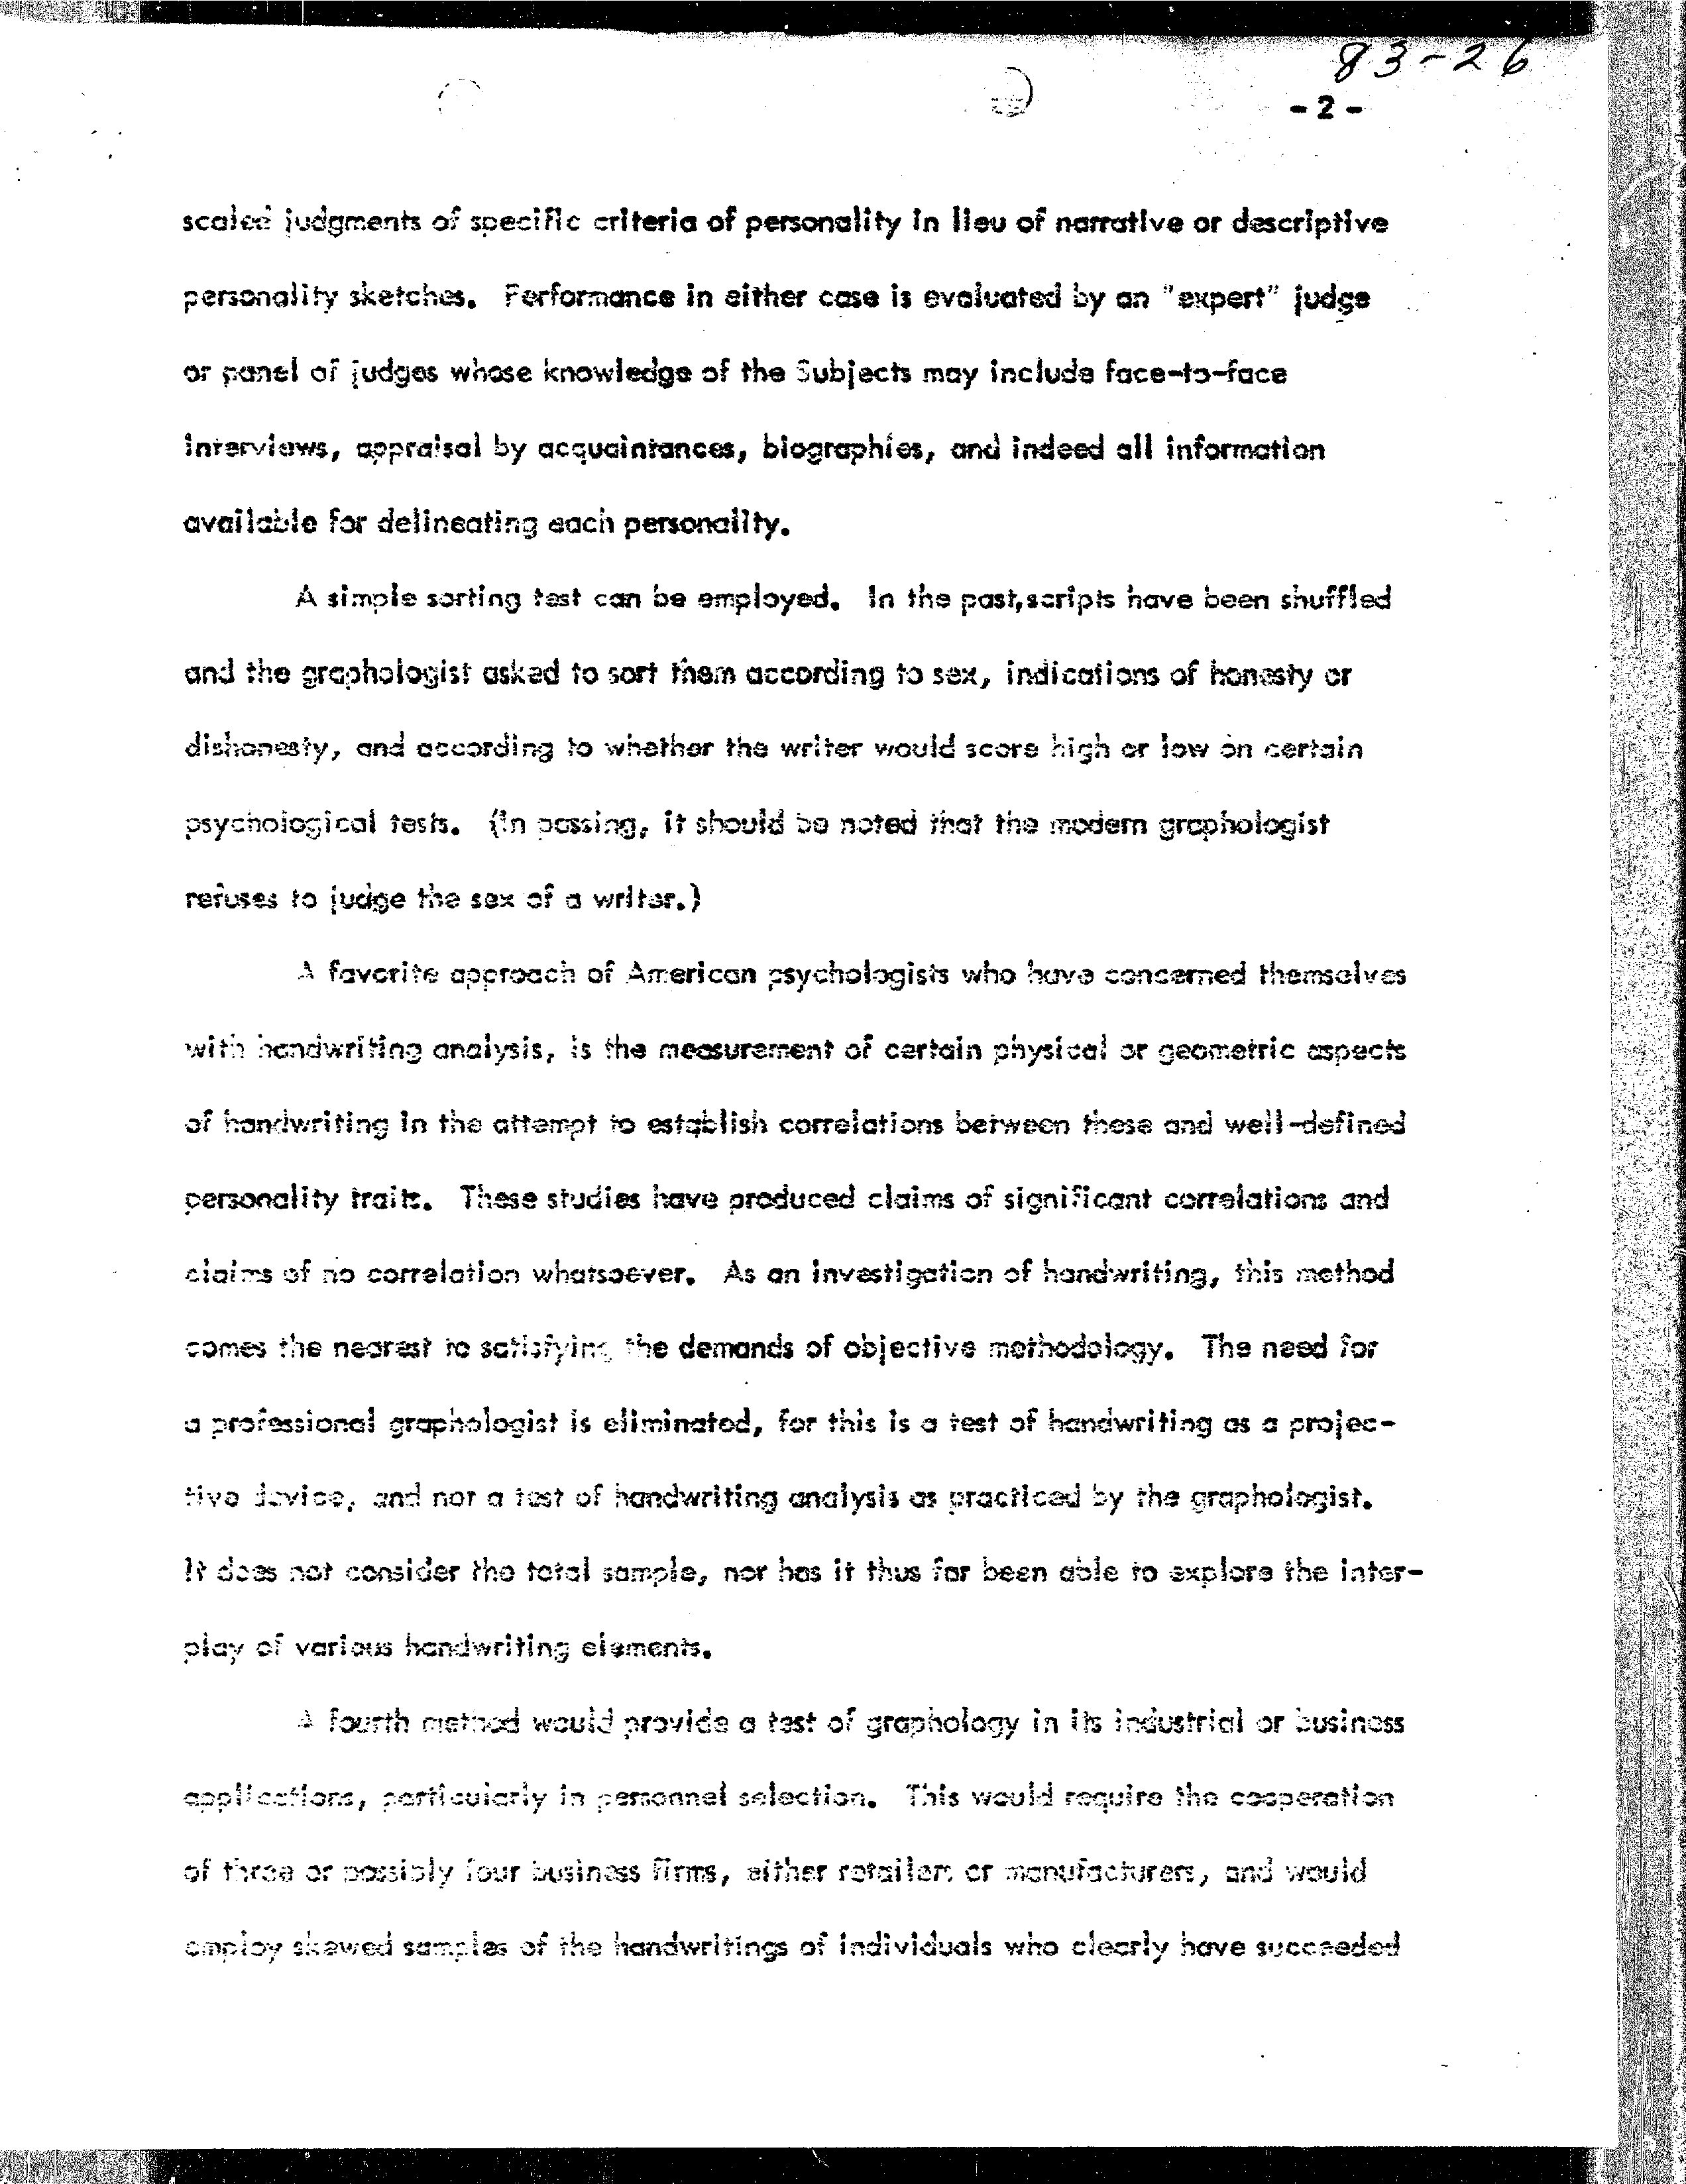 83-26
- 2 -
scaled judgments of specific criteria of personality in lieu of narrative or descriptive
personality sketches. Performance in either case is evaluated by an "expert" judge
or panel of judges whose knowledge of the Subjects may include face-to-face
interviews, appraisal by acquaintances, biographies, and indeed all information
available for delineating each personality.
A simple sorting test can be employed. In the past, scripts have been shuffled
and the graphologist asked to sort them according to sex, indications of honesty or
dishonesty, and according to whether the writer would score high or low on certain
psychological tests. (In passing, it should be noted that the modern graphologist
refuses to judge the sex of a writer.)
A favorite approach of American psychologists who have concerned themselves
with handwriting analysis, is the measurement of certain physical or geometric aspects
of handwriting in the attempt to establish correlations between these and well-defined
personality traits. These studies have produced claims of significant correlations and
claims of no correlation whatsoever. As an investigation of handwriting, this method
comes the nearest to satisfying the demands of objective methodology. The need for
a professional graphologist is eliminated, for this is a test of handwriting as a projec-
tive device, and not a test of handwriting analysis as practiced by the graphologist.
It does not consider the total sample, nor has it thus far been able to explore the inter-
play of various handwriting elements.
A fourth method would provide a test of graphology in its industrial or business
applications, particularly in personnel selection. This would require the cooperation
of three or possibly four business firms, either retailers or manufacturers, and would
employ skewed samples of the handwritings of individuals who clearly have succeeded